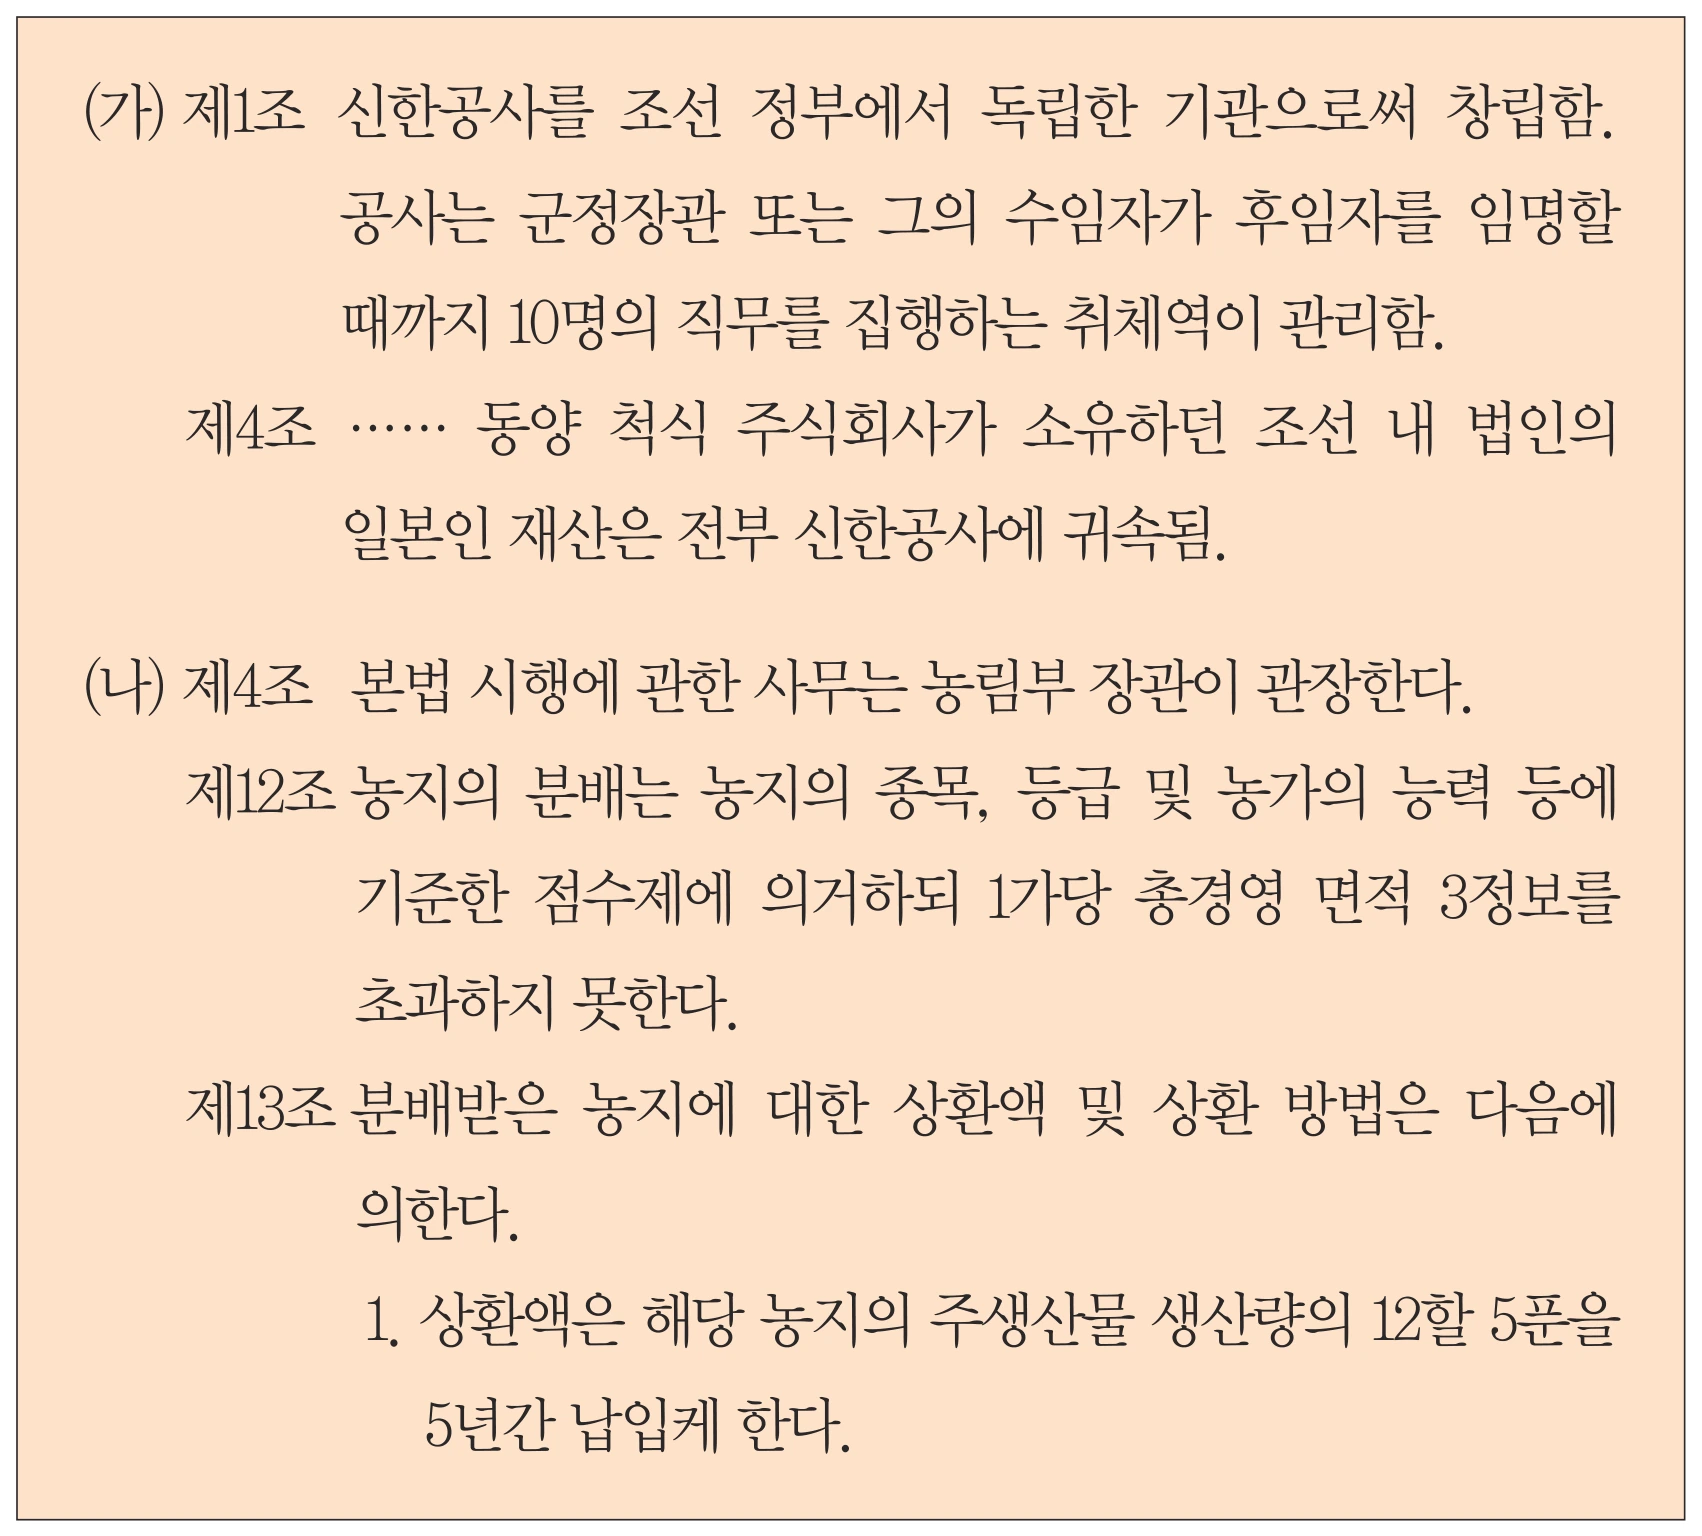 (가) 제1조 신한공사를 조선 정부에서 독립한 기관으로써 창립함.
공사는 군정장관 또는 그의 수임자가 후임자를 임명할
때까지 10명의 직무를 집행하는 취체역이 관리함.
제4조 …… 동양 척식 주식회사가 소유하던 조선 내 법인의
일본인 재산은 전부 신한공사에 귀속됨.
(나) 제4조 본법 시행에 관한 사무는 농림부 장관이 관장한다.
제12조 농지의 분배는 농지의 종목, 등급 및 농가의 능력 등에
기준한 점수제에 의거하되 1가당 총경영 면적 3정보를
초과하지 못한다.
제13조 분배받은 농지에 대한 상환액 및 상환 방법은 다음에
의한다.
1. 상환액은 해당 농지의 주생산물 생산량의 12할 5푼을
5년간 납입케 한다.